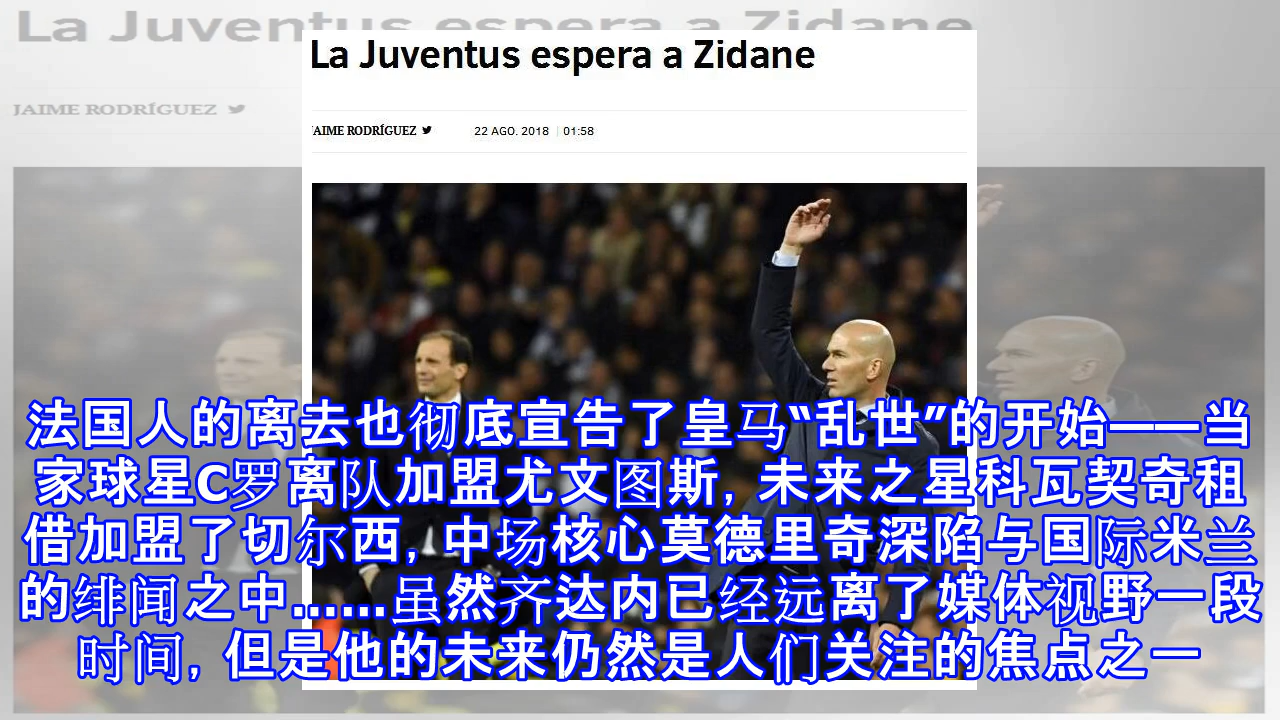 La Juventus espera a Zidane
La Juventus espera a Zidane
JAIME RODRÍGUEZ
JAIME RODRÍGUEZ 22 AGO. 2018 | 01:58
法国人的离去也彻底宣告了皇马“乱世”的开始——当
家球星C罗离队加盟尤文图斯, 未来之星科瓦契奇租
借加盟了切尔西, 中场核心莫德里奇深陷与国际米兰
的绯闻之中......虽然齐达内已经远离了媒体视野一段
时间, 但是他的未来仍然是人们关注的焦点之一